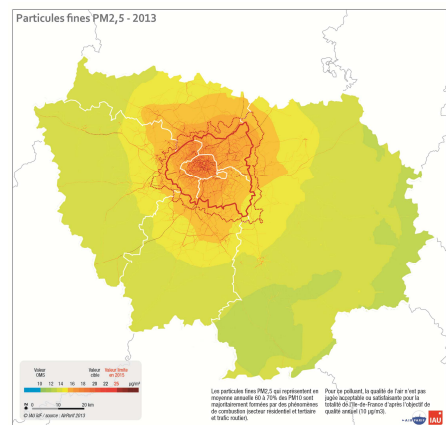 Particules fines PM2,5 - 2013
Valeur OMS
Valeur cible
Valeur limite en 2013
10 12 14 16 18 20 22 25 µg/m³
0 10 20 km
© IAU îdF - source : AirParif 2013
Les particules fines PM2,5 qui représentent en
moyenne annuelle 60 à 70% des PM10 sont
majoritairement formées par des phénomènes
de combustion (secteur résidentiel et tertiaire
et trafic routier).
Pour ce polluant, la qualité de l'air n'est pas
jugée acceptable ou satisfaisante pour la
totalité de l'Ile-de-France d'après l'objectif de
qualité annuel (10 µg/m3).
IAU